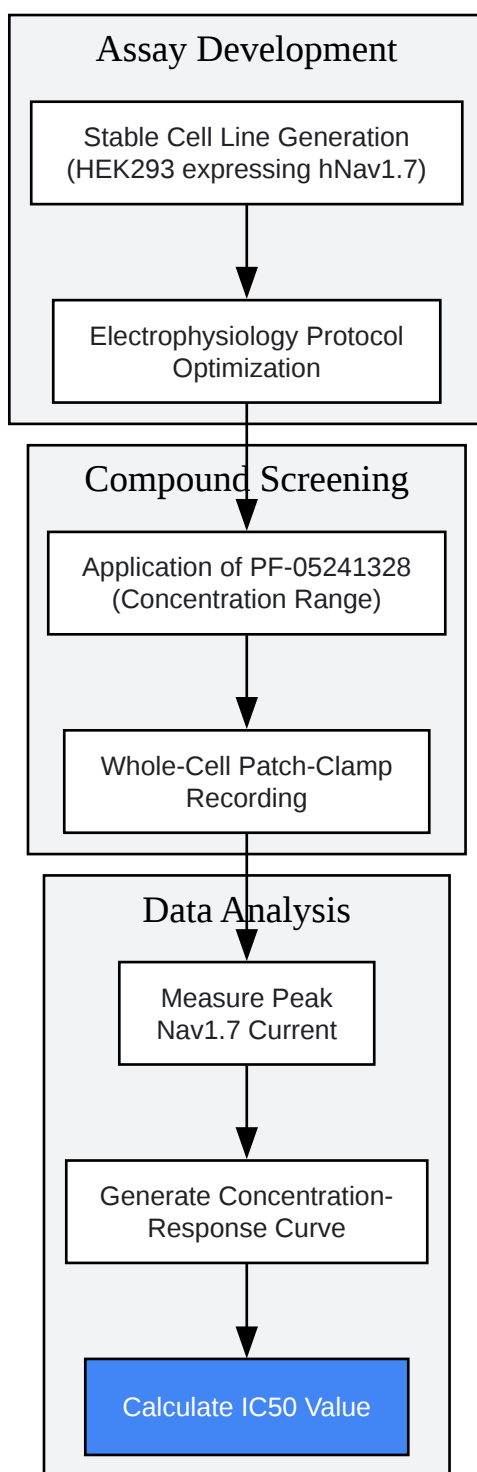 Assay Development
Stable Cell Line Generation
(HEK293 expressing hNav1.7)
Electrophysiology Protocol
Optimization
Compound Screening
Application of PF-05241328
(Concentration Range)
Whole-Cell Patch-Clamp
Recording
Data Analysis
Measure Peak
Nav1.7 Current
Generate Concentration-
Response Curve
Calculate IC50 Value